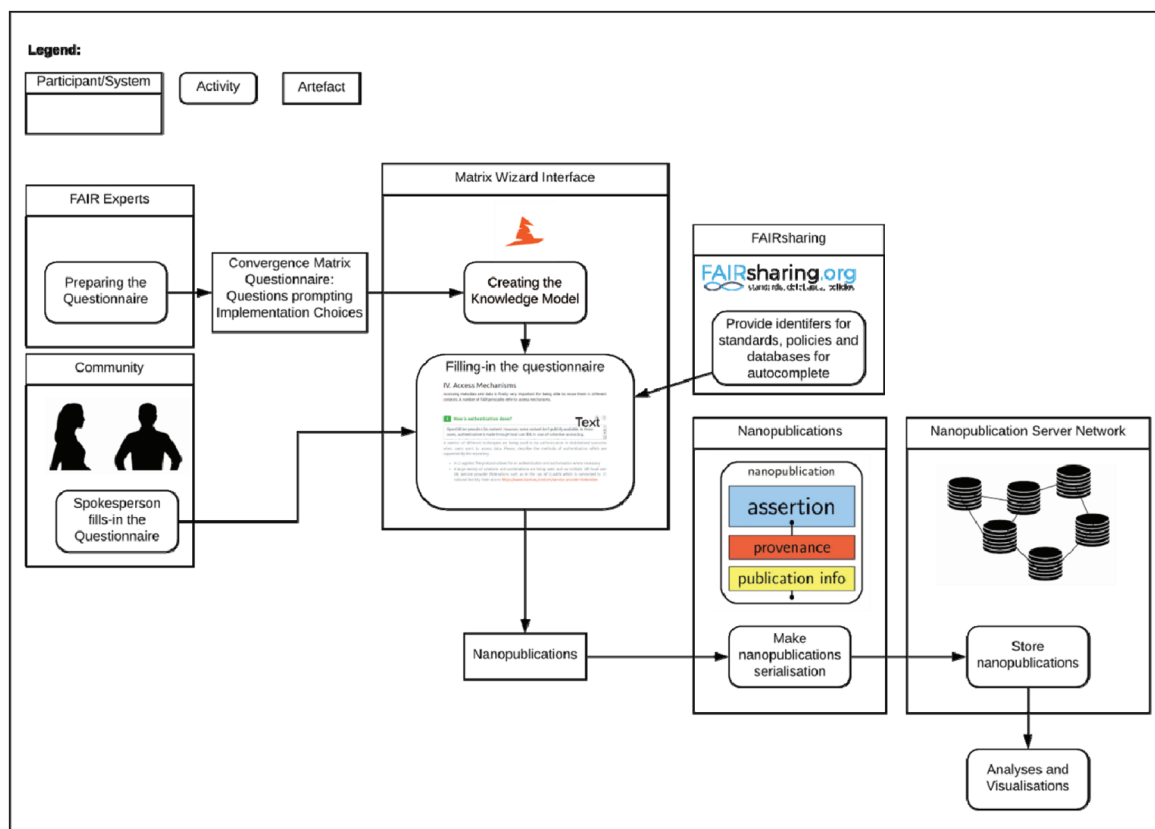 Legend:
Participant/System
Activity
Artefact
Matrix Wizard Interface
FAIR Experts
Preparing the
Questionnaire
Convergence Matrix
Questionnaire:
Questions prompting
Implementation Choices
Creating the
Knowledge Model
FAIRsharing
FAIRsharing.org
standards, databases, policies
Provide identifers for
standards, policies and
databases for
autocomplete
Community
Spokesperson
fills-in the
Questionnaire
Filling-in the questionnaire
IV. Access Mechanisms
Text
Nanopublications
Nanopublications
nanopublication
assertion
provenance
publication info
Make
nanopublications
serialisation
Nanopublication Server Network
Store
nanopublications
Analyses and
Visualisations